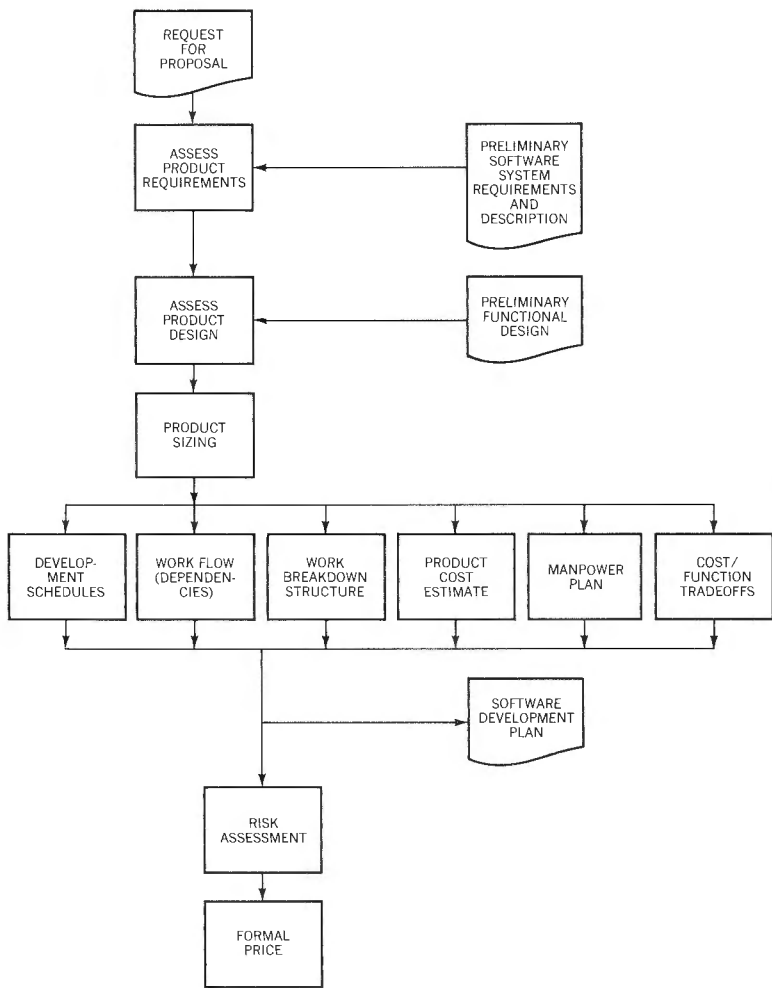 REQUEST
FOR
PROPOSAL
ASSESS
PRODUCT
REQUIREMENTS
PRELIMINARY
SOFTWARE
SYSTEM
REQUIREMENTS
AND
DESCRIPTION
ASSESS
PRODUCT
DESIGN
PRELIMINARY
FUNCTIONAL
DESIGN
PRODUCT
SIZING
DEVELOP-
MENT
SCHEDULES
WORK FLOW
(DEPENDEN-
CIES)
WORK
BREAKDOWN
STRUCTURE
PRODUCT
COST
ESTIMATE
MANPOWER
PLAN
COST/
FUNCTION
TRADEOFFS
SOFTWARE
DEVELOPMENT
PLAN
RISK
ASSESSMENT
FORMAL
PRICE